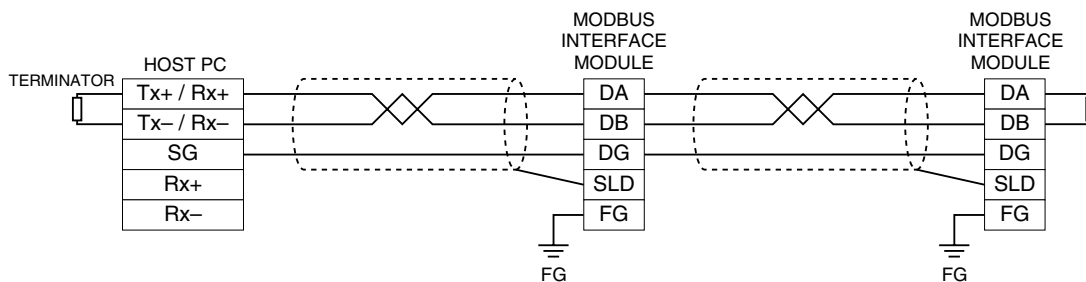 MODBUS
INTERFACE
MODULE
MODBUS
INTERFACE
MODULE
HOST PC
TERMINATOR
Tx+ / Rx+
Tx– / Rx–
SG
Rx+
Rx–
DA
DB
DG
SLD
FG
FG
DA
DB
DG
SLD
FG
FG